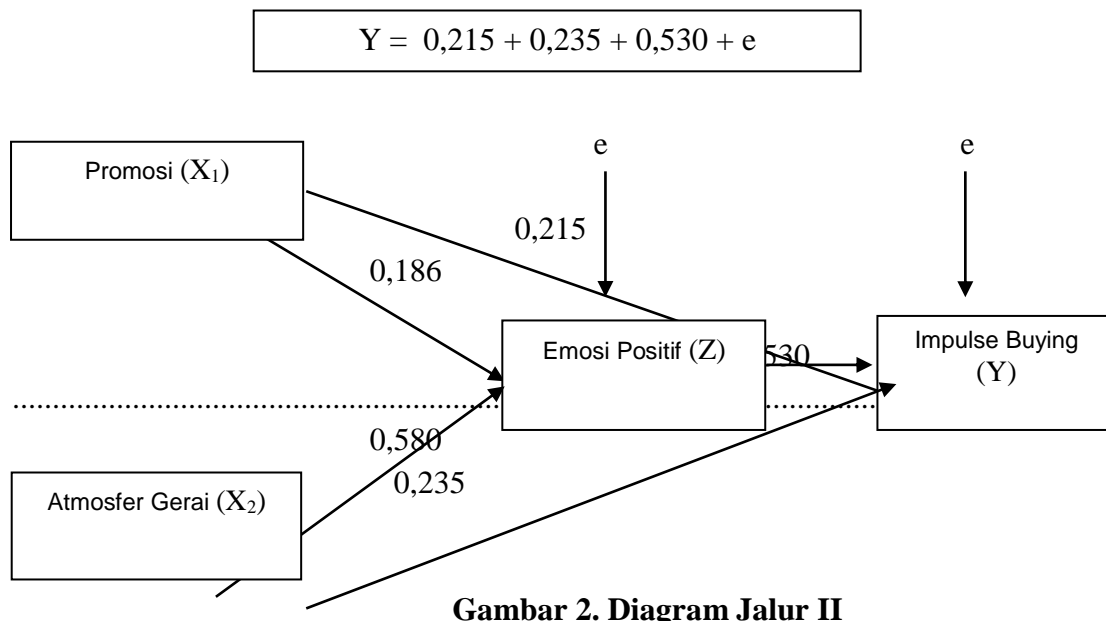 Y = 0,215 + 0,235 + 0,530 + e
e
e
Promosi (X₁)
0,215
0,186
Emosi Positif (Z)
530
Impulse Buying
(Y)
0,580
0,235
Atmosfer Gerai (X₂)
Gambar 2. Diagram Jalur II